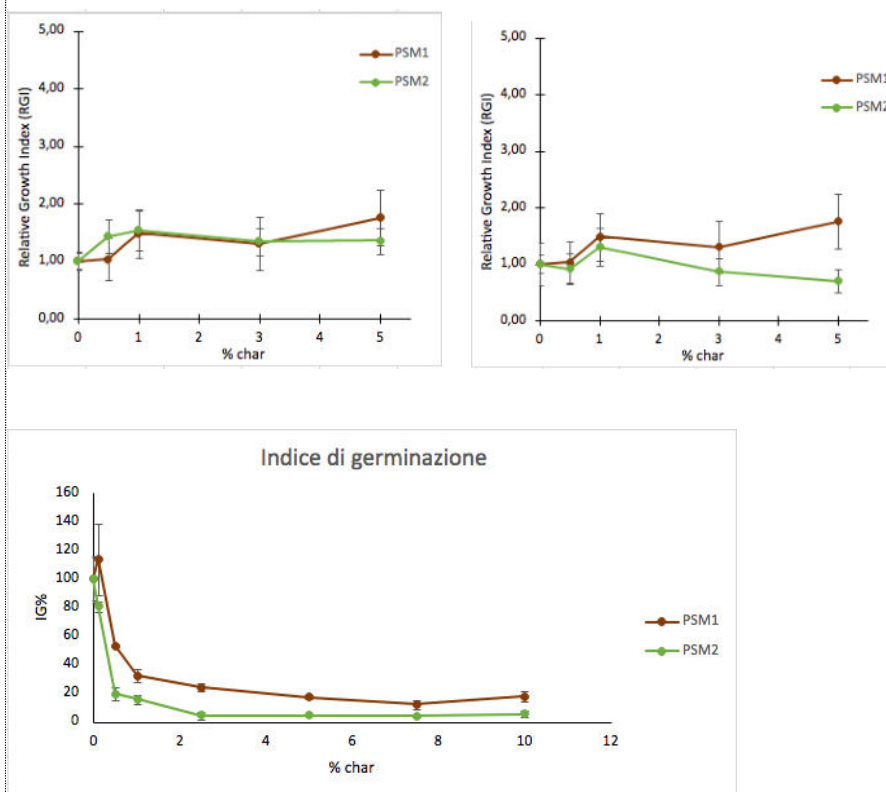 5,00
4,00
3,00
2,00
1,00
0,00
Relative Growth Index (RGI)
0 1 2 3 4 5
% char
PSM1
PSM2
5,00
4,00
3,00
2,00
1,00
0,00
Relative Growth Index (RGI)
0 1 2 3 4 5
% char
PSM1
PSM2
Indice di germinazione
160
140
120
100
80
60
40
20
0
IG%
0 2 4 6 8 10 12
% char
PSM1
PSM2